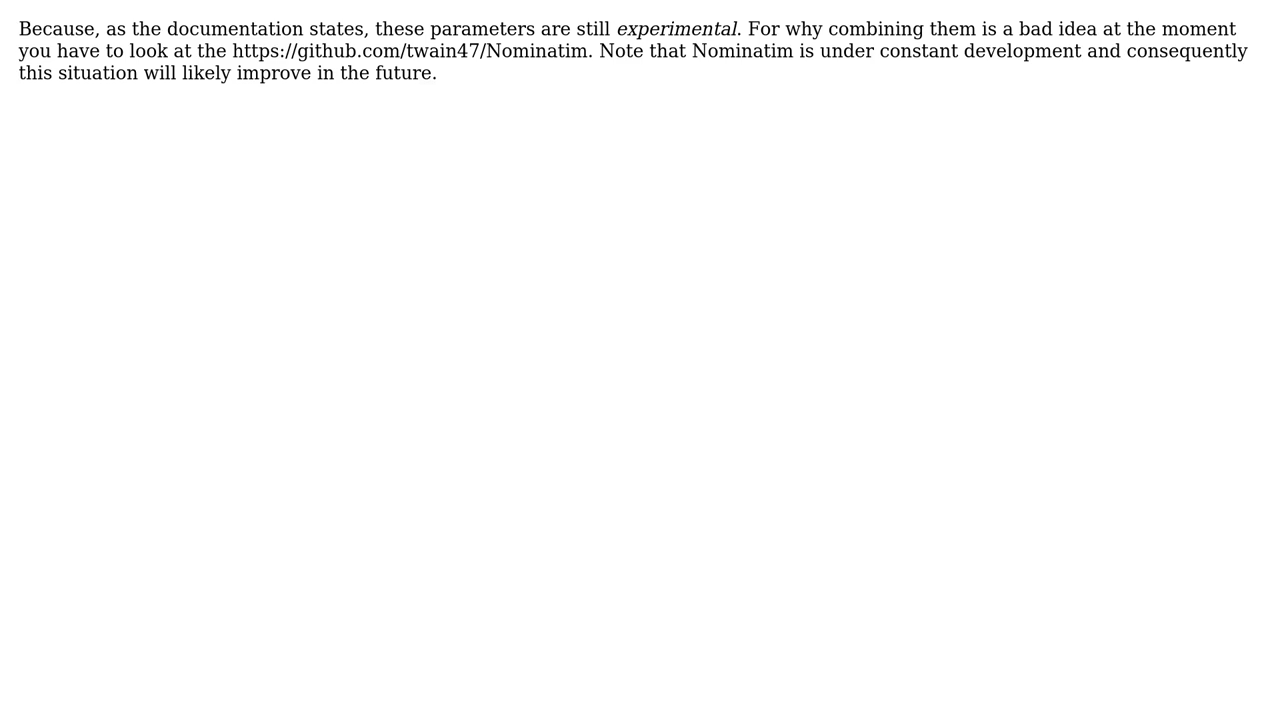 Because, as the documentation states, these parameters are still experimental. For why combining them is a bad idea at the moment
you have to look at the https://github.com/twain47/Nominatim. Note that Nominatim is under constant development and consequently
this situation will likely improve in the future.